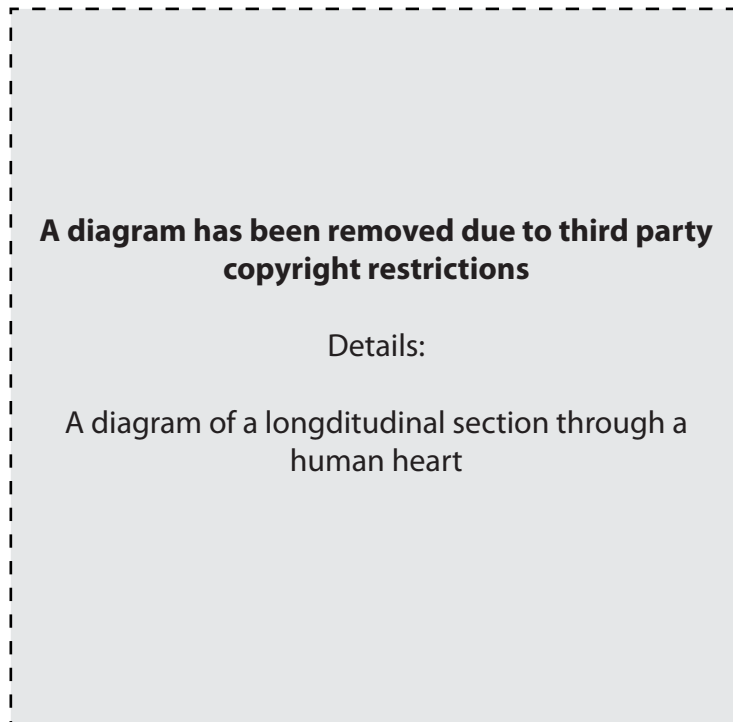 A diagram has been removed due to third party
copyright restrictions
Details:
A diagram of a longditudinal section through a
human heart